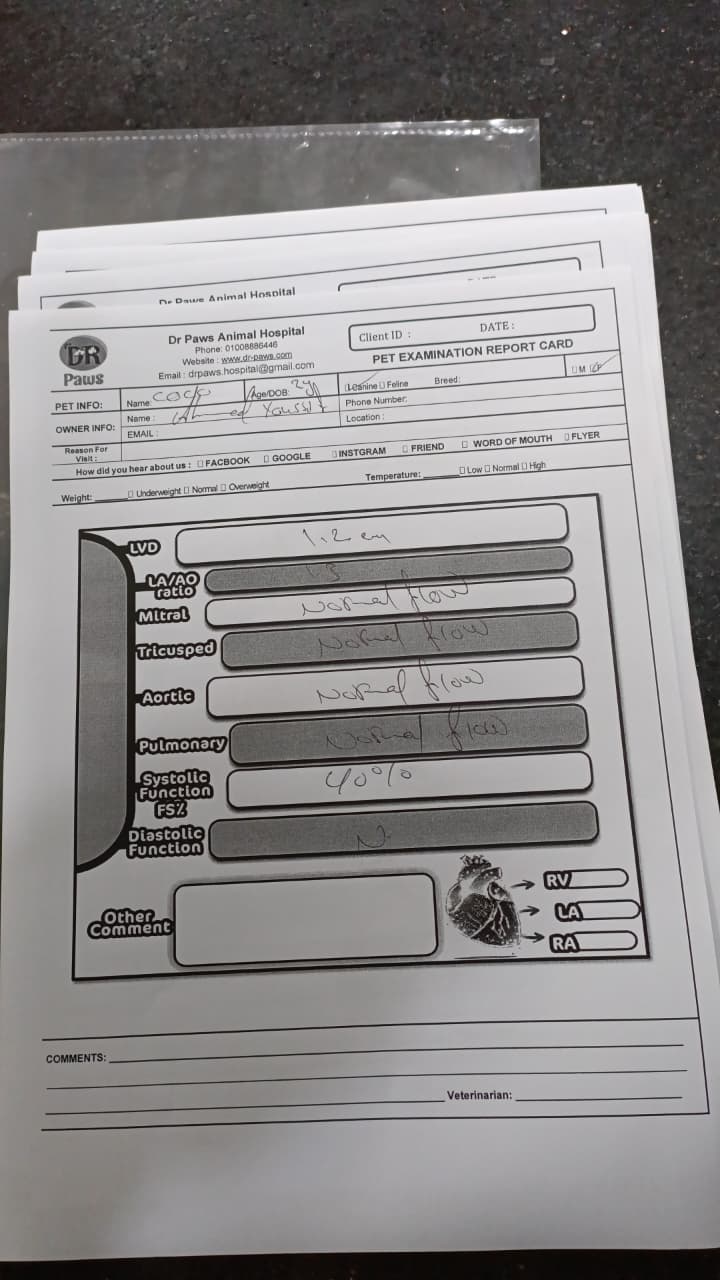 Dr Paws Animal Hospital
DR
Paws
Dr Paws Animal Hospital
Phone: 01008886446
Website : www.dr-paws.com
Email : drpaws.hospital@gmail.com
Client ID :
DATE :
PET EXAMINATION REPORT CARD
PET INFO:
Name: coco
Age/DOB: 2y
Canine Feline
Breed:
M
OWNER INFO:
Name : Ahmed Youssif
Phone Number:
EMAIL :
Location :
Reason For
Visit :
How did you hear about us : FACBOOK GOOGLE INSTGRAM FRIEND WORD OF MOUTH FLYER
Weight: Underweight Normal Overweight
Temperature: Low Normal High
LVD 1.2 cm
LA/AO
ratio
1.3
Mitral Normal flow
Tricusped Normal flow
Aortic Normal flow
Pulmonary Normal flow
Systolic
Function
FS%
40%
Diastolic
Function
N
Other
Comment
RV
LA
RA
COMMENTS:
Veterinarian: